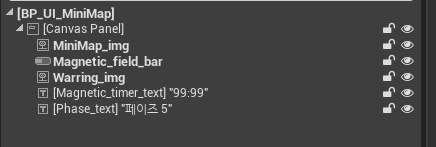 [BP_UI_MiniMap]
[Canvas Panel]
MiniMap_img
Magnetic_field_bar
Warring_img
[Magnetic_timer_text] "99:99"
[Phase_text] "페이즈 5"